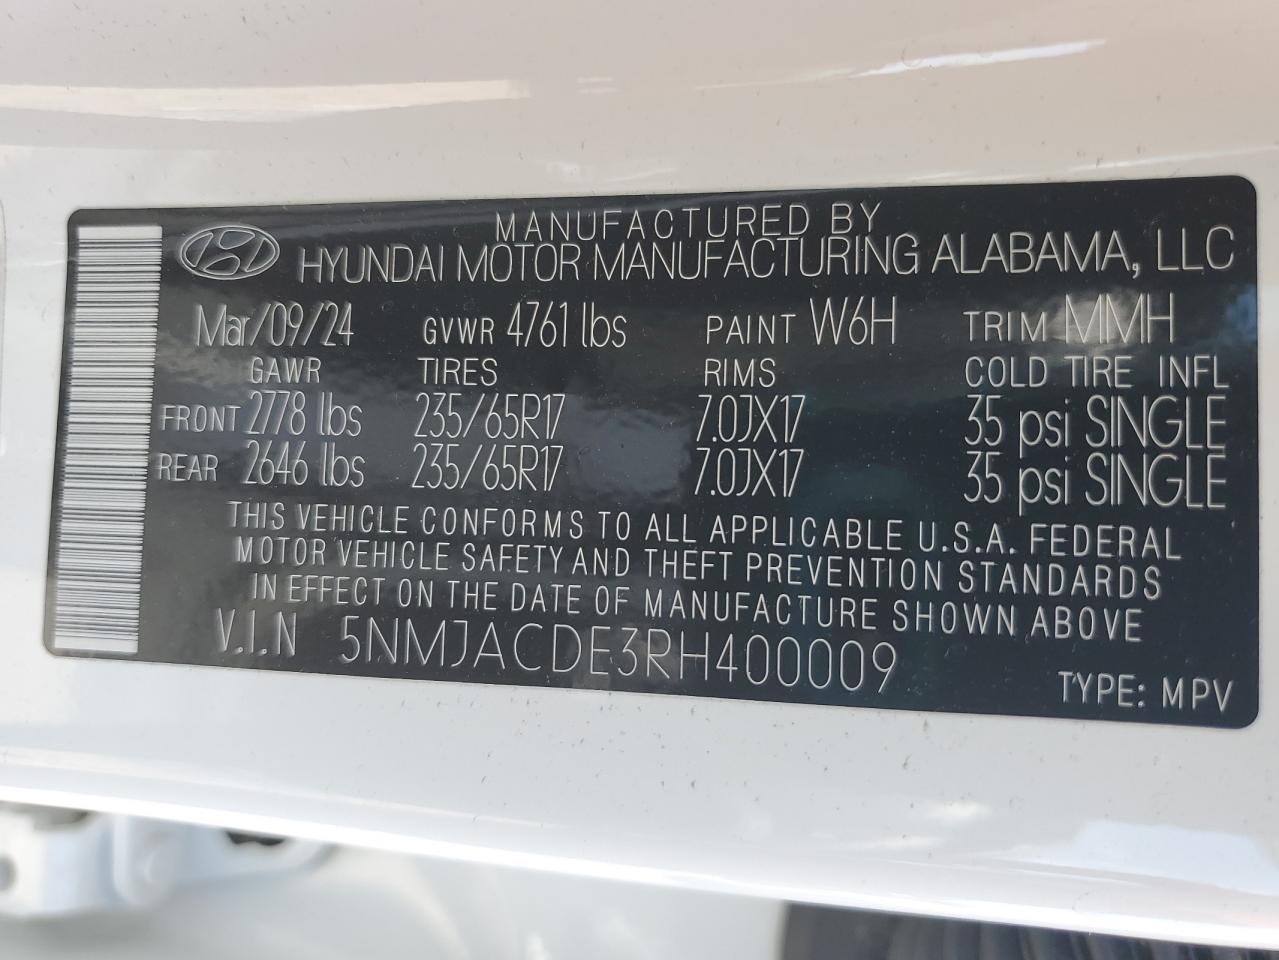 MANUFACTURED BY
HYUNDAI MOTOR MANUFACTURING ALABAMA, LLC
Mar/09/24 GVWR 4761 lbs PAINT W6H TRIM MMH
GAWR TIRES RIMS COLD TIRE INFL
FRONT 2778 lbs 235/65R17 7.0JX17 35 psi SINGLE
REAR 2646 lbs 235/65R17 7.0JX17 35 psi SINGLE
THIS VEHICLE CONFORMS TO ALL APPLICABLE U.S.A. FEDERAL
MOTOR VEHICLE SAFETY AND THEFT PREVENTION STANDARDS
IN EFFECT ON THE DATE OF MANUFACTURE SHOWN ABOVE
V.I.N 5NMJACDE3RH400009
TYPE: MPV